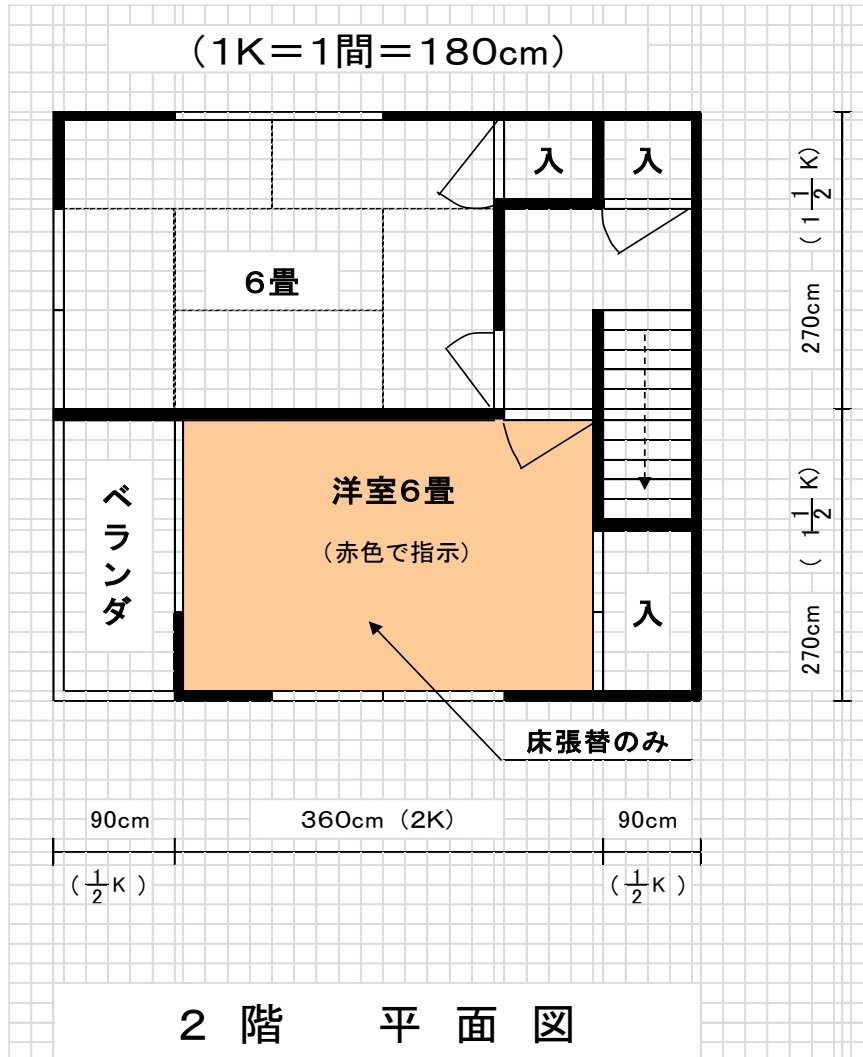 （1K＝1間＝180cm）
入
入
6畳
270cm （1 1/2 K）
洋室6畳
（赤色で指示）
ベランダ
入
270cm （1 1/2 K）
床張替のみ
90cm
360cm（2K）
90cm
（1/2 K）
（1/2 K）
2階 平面図